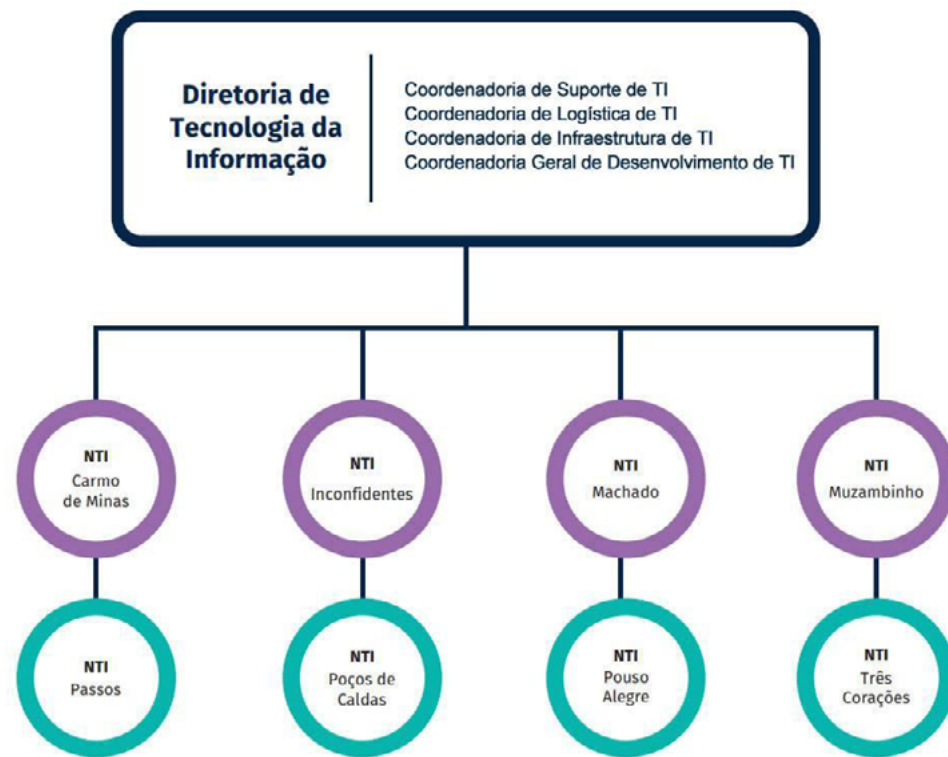 Diretoria de
Tecnologia da
Informação
Coordenadoria de Suporte de TI
Coordenadoria de Logística de TI
Coordenadoria de Infraestrutura de TI
Coordenadoria Geral de Desenvolvimento de TI
NTI
Carmo
de Minas
NTI
Inconfidentes
NTI
Machado
NTI
Muzambinho
NTI
Passos
NTI
Poços de
Caldas
NTI
Pouso
Alegre
NTI
Três
Corações